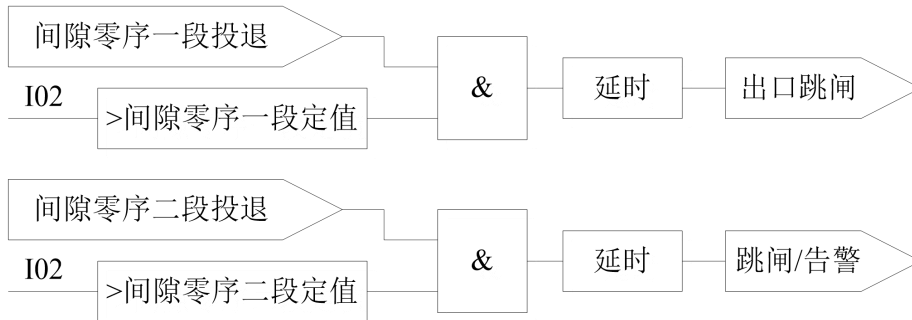 间隙零序一段投退
I02
>间隙零序一段定值
&
延时
出口跳闸
间隙零序二段投退
I02
>间隙零序二段定值
&
延时
跳闸/告警